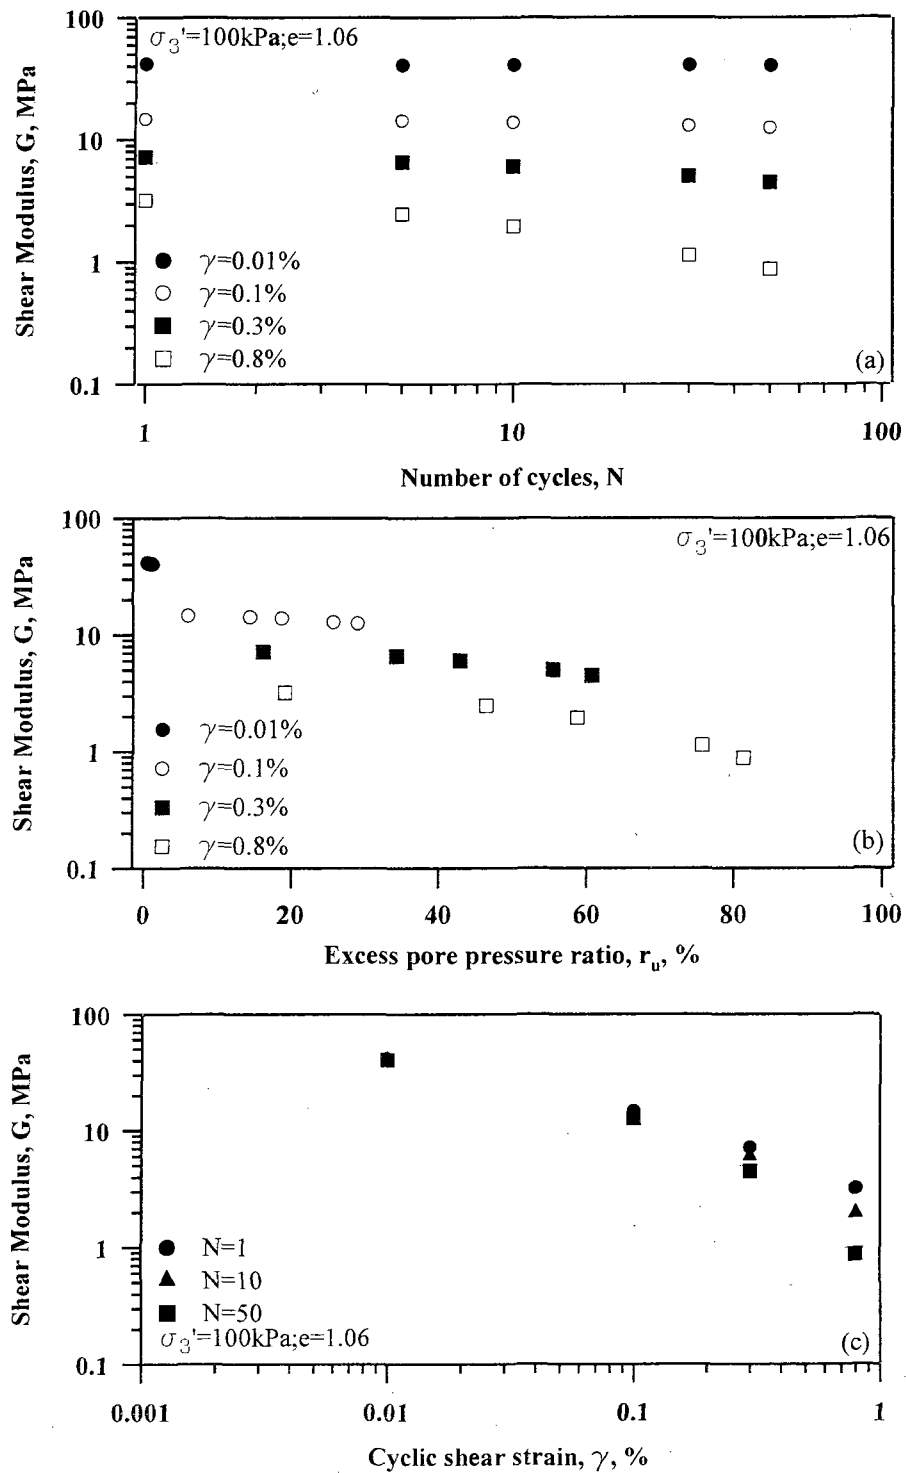 100
σ3'=100kPa;e=1.06
10
1
0.1
Shear Modulus, G, MPa
γ=0.01%
γ=0.1%
γ=0.3%
γ=0.8%
(a)
1 10 100
Number of cycles, N
100
σ3'=100kPa;e=1.06
10
1
0.1
Shear Modulus, G, MPa
γ=0.01%
γ=0.1%
γ=0.3%
γ=0.8%
(b)
0 20 40 60 80 100
Excess pore pressure ratio, ru, %
100
10
1
0.1
Shear Modulus, G, MPa
N=1
N=10
N=50
σ3'=100kPa;e=1.06
(c)
0.001 0.01 0.1 1
Cyclic shear strain, γ, %